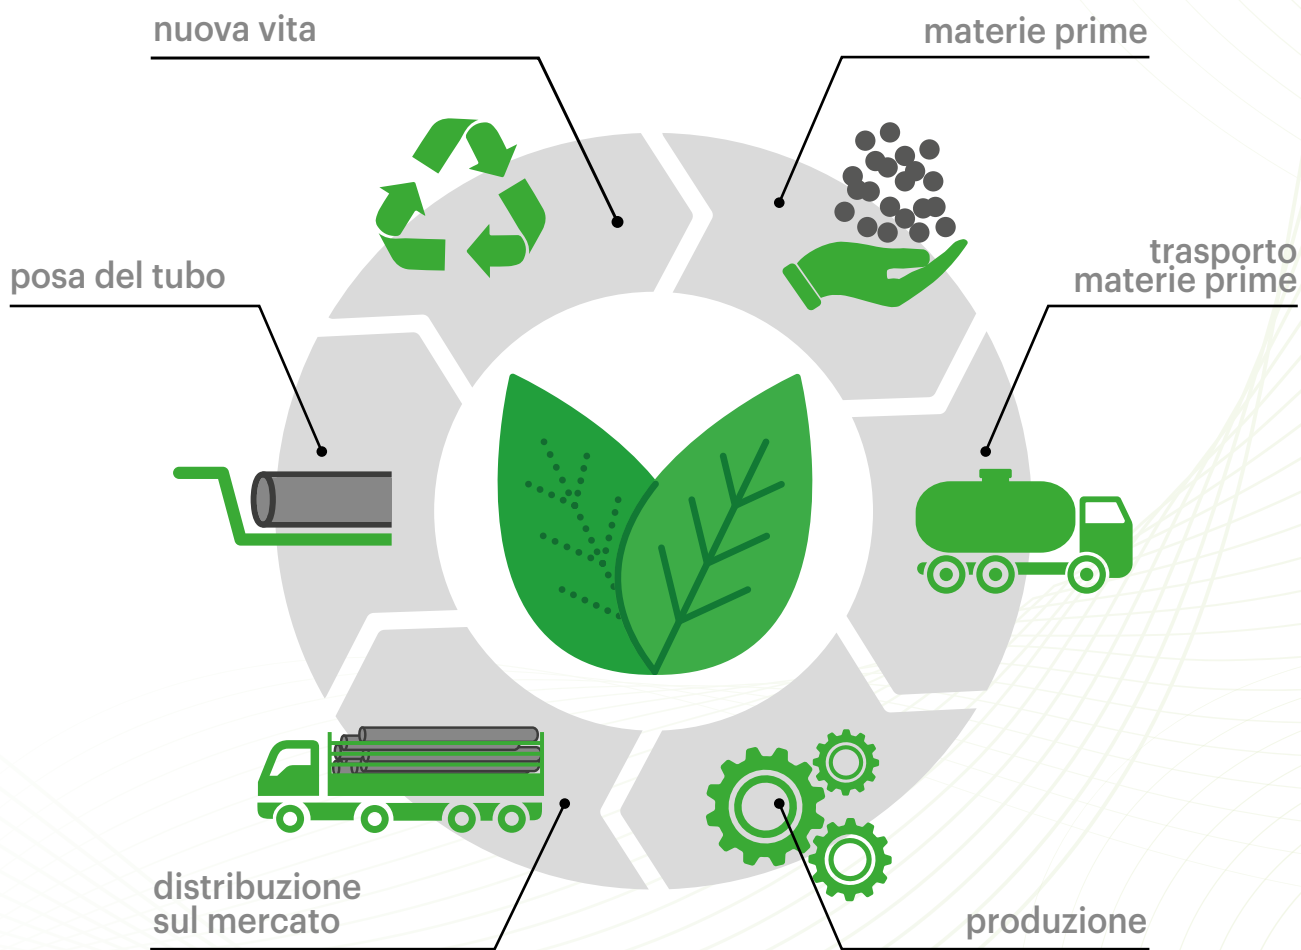 nuova vita
materie prime
posa del tubo
trasporto
materie prime
distribuzione
sul mercato
produzione